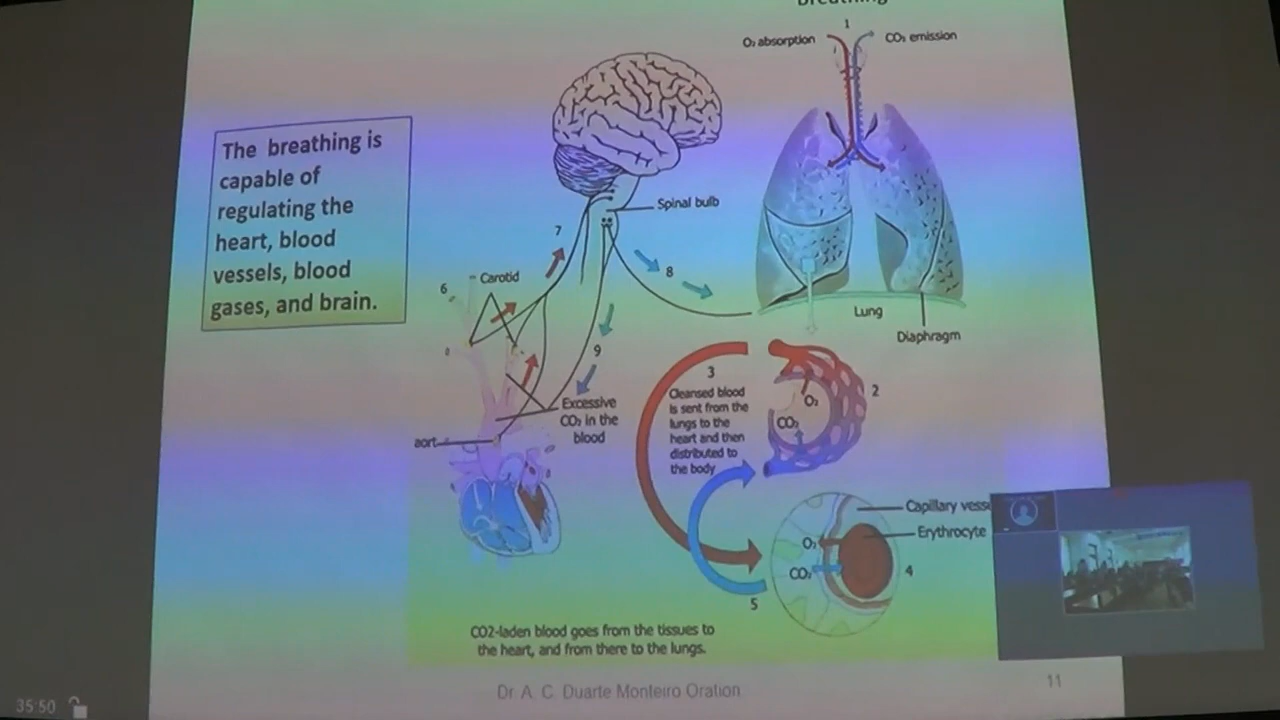 Breathing
1
O₂ absorption
CO₂ emission
The breathing is
capable of
regulating the
heart, blood
vessels, blood
gases, and brain.
Spinal bulb
7
8
6
Carotid
Lung
Diaphragm
9
3
Cleansed blood
is sent from the
lungs to the
heart and then
distributed to
the body
2
O₂
CO₂
Excessive
CO₂ in the
blood
aort
Capillary vess
Erythrocyte
O₂
CO₂
4
5
CO2-laden blood goes from the tissues to
the heart, and from there to the lungs.
Dr A. C. Duarte Monteiro Oration
11
35:50